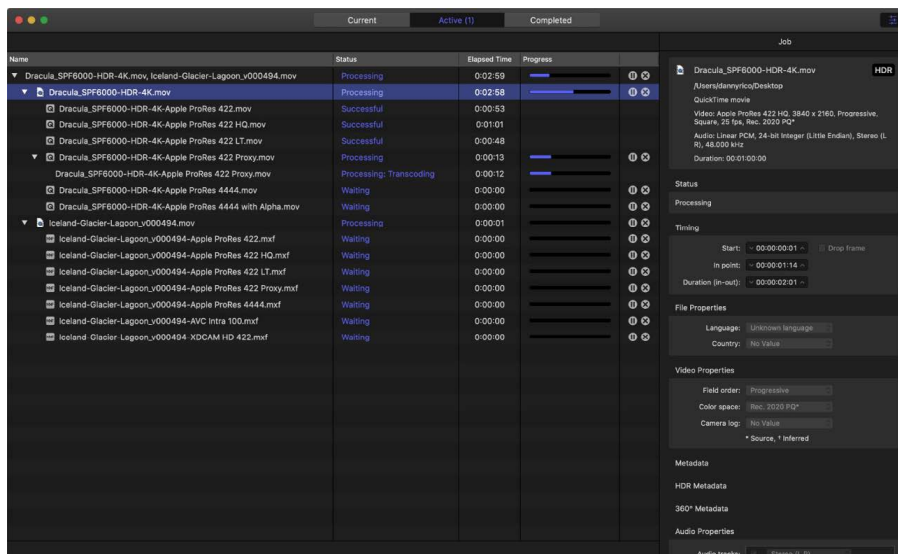 Current Active (1) Completed
Job
Name Status Elapsed Time Progress
Dracula_SPF6000-HDR-4K.mov, Iceland-Glacier-Lagoon_v000494.mov Processing 0:02:59
Dracula_SPF6000-HDR-4K.mov Processing 0:02:58
Dracula_SPF6000-HDR-4K-Apple ProRes 422.mov Successful 0:00:53
Dracula_SPF6000-HDR-4K-Apple ProRes 422 HQ.mov Successful 0:01:01
Dracula_SPF6000-HDR-4K-Apple ProRes 422 LT.mov Successful 0:00:48
Dracula_SPF6000-HDR-4K-Apple ProRes 422 Proxy.mov Processing 0:00:13
Dracula_SPF6000-HDR-4K-Apple ProRes 422 Proxy.mov Processing: Transcoding 0:00:12
Dracula_SPF6000-HDR-4K-Apple ProRes 4444.mov Waiting 0:00:00
Dracula_SPF6000-HDR-4K-Apple ProRes 4444 with Alpha.mov Waiting 0:00:00
Iceland-Glacier-Lagoon_v000494.mov Processing 0:00:01
Iceland-Glacier-Lagoon_v000494-Apple ProRes 422.mxf Waiting 0:00:00
Iceland-Glacier-Lagoon_v000494-Apple ProRes 422 HQ.mxf Waiting 0:00:00
Iceland-Glacier-Lagoon_v000494-Apple ProRes 422 LT.mxf Waiting 0:00:00
Iceland-Glacier-Lagoon_v000494-Apple ProRes 422 Proxy.mxf Waiting 0:00:00
Iceland-Glacier-Lagoon_v000494-Apple ProRes 4444.mxf Waiting 0:00:00
Iceland-Glacier-Lagoon_v000494-AVC Intra 100.mxf Waiting 0:00:00
Iceland-Glacier-Lagoon_v000494-XDCAM HD 422.mxf Waiting 0:00:00
Dracula_SPF6000-HDR-4K.mov HDR
/Users/dannyrico/Desktop
QuickTime movie
Video: Apple ProRes 422 HQ, 3840 x 2160, Progressive,
Square, 25 fps, Rec. 2020 PQ*
Audio: Linear PCM, 24-bit Integer (Little Endian), Stereo (L
R), 48.000 kHz
Duration: 00:01:00:00
Status
Processing
Timing
Start: 00:00:00:01 Drop frame
In point: 00:00:01:14
Duration (in-out): 00:00:02:01
File Properties
Language: Unknown language
Country: No Value
Video Properties
Field order: Progressive
Color space: Rec. 2020 PQ*
Camera log: No Value
* Source, † Inferred
Metadata
HDR Metadata
360° Metadata
Audio Properties
Audio tracks: Stereo (L R)